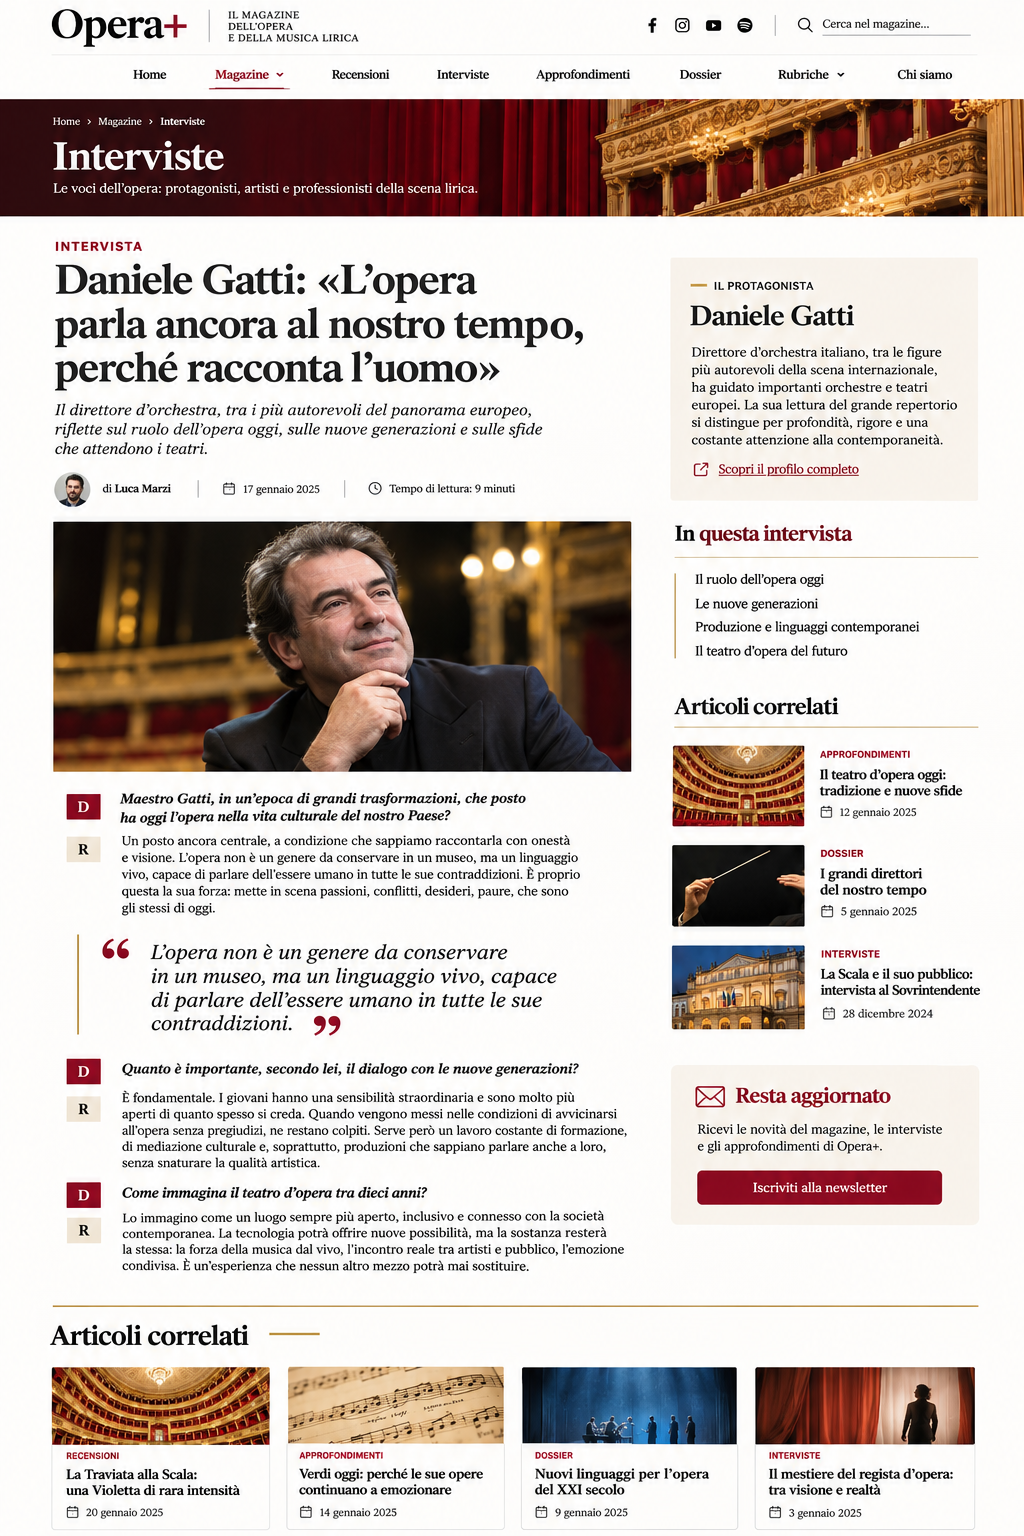 Opera+
IL MAGAZINE
DELL'OPERA
E DELLA MUSICA LIRICA
Cerca nel magazine...
Home
Magazine
Recensioni
Interviste
Approfondimenti
Dossier
Rubriche
Chi siamo
Home › Magazine › Interviste
Interviste
Le voci dell'opera: protagonisti, artisti e professionisti della scena lirica.
INTERVISTA
Daniele Gatti: «L'opera
parla ancora al nostro tempo,
perché racconta l'uomo»
Il direttore d'orchestra, tra i più autorevoli del panorama europeo,
riflette sul ruolo dell'opera oggi, sulle nuove generazioni e sulle sfide
che attendono i teatri.
di Luca Marzi
17 gennaio 2025
Tempo di lettura: 9 minuti
D
Maestro Gatti, in un'epoca di grandi trasformazioni, che posto
ha oggi l'opera nella vita culturale del nostro Paese?
R
Un posto ancora centrale, a condizione che sappiamo raccontarla con onestà
e visione. L'opera non è un genere da conservare in un museo, ma un linguaggio
vivo, capace di parlare dell'essere umano in tutte le sue contraddizioni. È proprio
questa la sua forza: mette in scena passioni, conflitti, desideri, paure, che sono
gli stessi di oggi.
“L'opera non è un genere da conservare
in un museo, ma un linguaggio vivo, capace
di parlare dell'essere umano in tutte le sue
contraddizioni. ”
D
Quanto è importante, secondo lei, il dialogo con le nuove generazioni?
R
È fondamentale. I giovani hanno una sensibilità straordinaria e sono molto più
aperti di quanto spesso si creda. Quando vengono messi nelle condizioni di avvicinarsi
all'opera senza pregiudizi, ne restano colpiti. Serve però un lavoro costante di formazione,
di mediazione culturale e, soprattutto, produzioni che sappiano parlare anche a loro,
senza snaturare la qualità artistica.
D
Come immagina il teatro d'opera tra dieci anni?
R
Lo immagino come un luogo sempre più aperto, inclusivo e connesso con la società
contemporanea. La tecnologia potrà offrire nuove possibilità, ma la sostanza resterà
la stessa: la forza della musica dal vivo, l'incontro reale tra artisti e pubblico, l'emozione
condivisa. È un'esperienza che nessun altro mezzo potrà mai sostituire.
IL PROTAGONISTA
Daniele Gatti
Direttore d'orchestra italiano, tra le figure
più autorevoli della scena internazionale,
ha guidato importanti orchestre e teatri
europei. La sua lettura del grande repertorio
si distingue per profondità, rigore e una
costante attenzione alla contemporaneità.
Scopri il profilo completo
In questa intervista
Il ruolo dell'opera oggi
Le nuove generazioni
Produzione e linguaggi contemporanei
Il teatro d'opera del futuro
Articoli correlati
APPROFONDIMENTI
Il teatro d'opera oggi:
tradizione e nuove sfide
12 gennaio 2025
DOSSIER
I grandi direttori
del nostro tempo
5 gennaio 2025
INTERVISTE
La Scala e il suo pubblico:
intervista al Sovrintendente
28 dicembre 2024
Resta aggiornato
Ricevi le novità del magazine, le interviste
e gli approfondimenti di Opera+.
Iscriviti alla newsletter
Articoli correlati
RECENSIONI
La Traviata alla Scala:
una Violetta di rara intensità
20 gennaio 2025
APPROFONDIMENTI
Verdi oggi: perché le sue opere
continuano a emozionare
14 gennaio 2025
DOSSIER
Nuovi linguaggi per l'opera
del XXI secolo
9 gennaio 2025
INTERVISTE
Il mestiere del regista d'opera:
tra visione e realtà
3 gennaio 2025